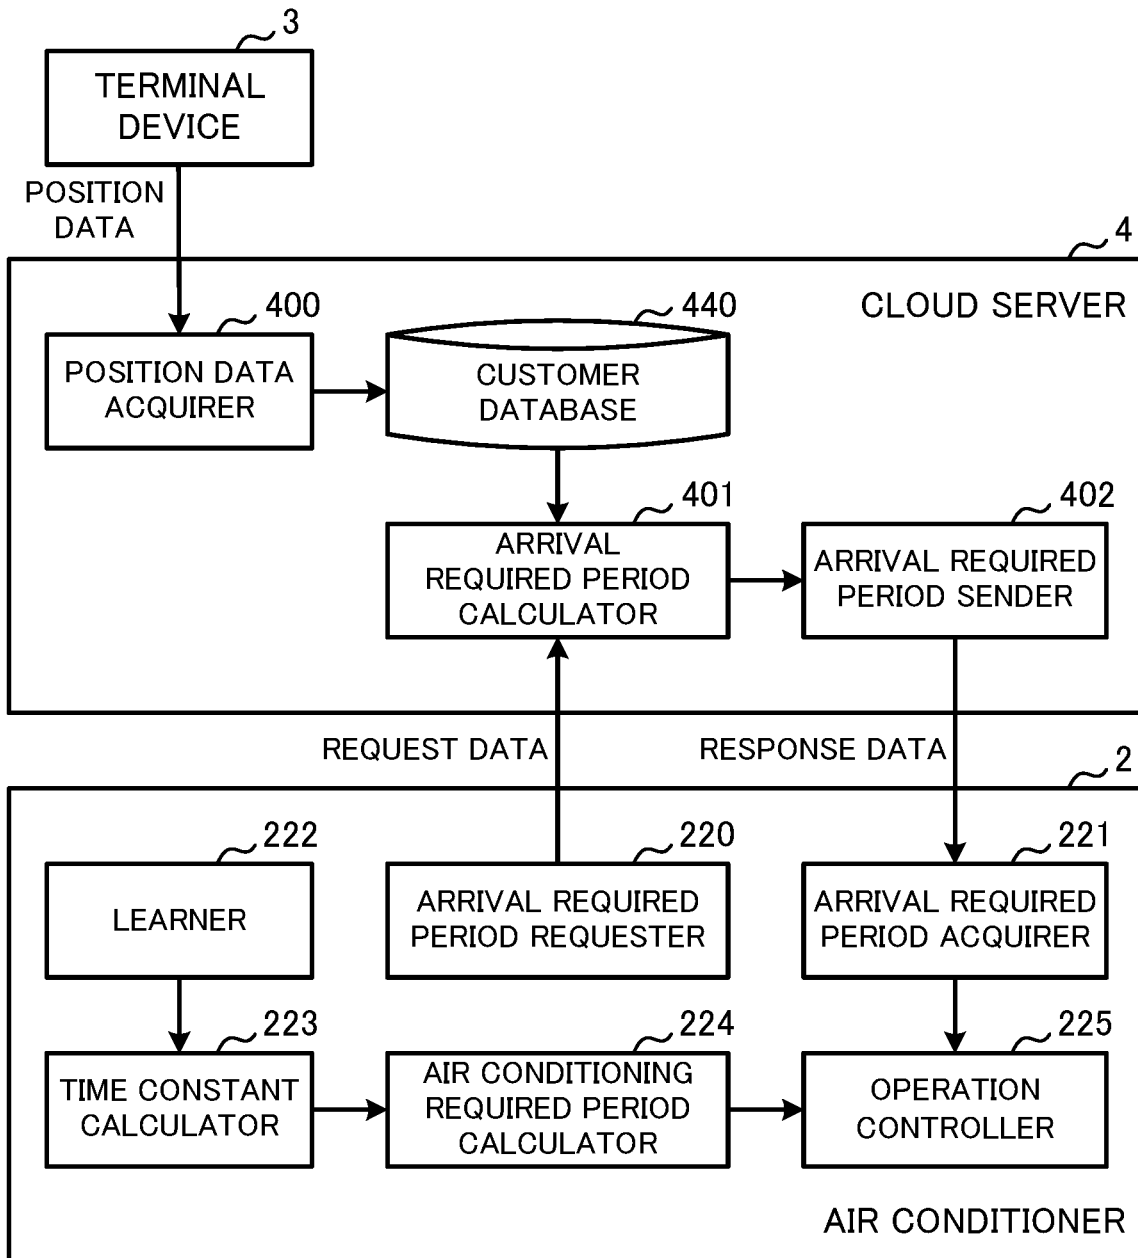 3
TERMINAL
DEVICE
POSITION
DATA
4
CLOUD SERVER
400
POSITION DATA
ACQUIRER
440
CUSTOMER
DATABASE
401
ARRIVAL
REQUIRED PERIOD
CALCULATOR
402
ARRIVAL REQUIRED
PERIOD SENDER
REQUEST DATA
RESPONSE DATA
2
222
LEARNER
220
ARRIVAL REQUIRED
PERIOD REQUESTER
221
ARRIVAL REQUIRED
PERIOD ACQUIRER
223
TIME CONSTANT
CALCULATOR
224
AIR CONDITIONING
REQUIRED PERIOD
CALCULATOR
225
OPERATION
CONTROLLER
AIR CONDITIONER